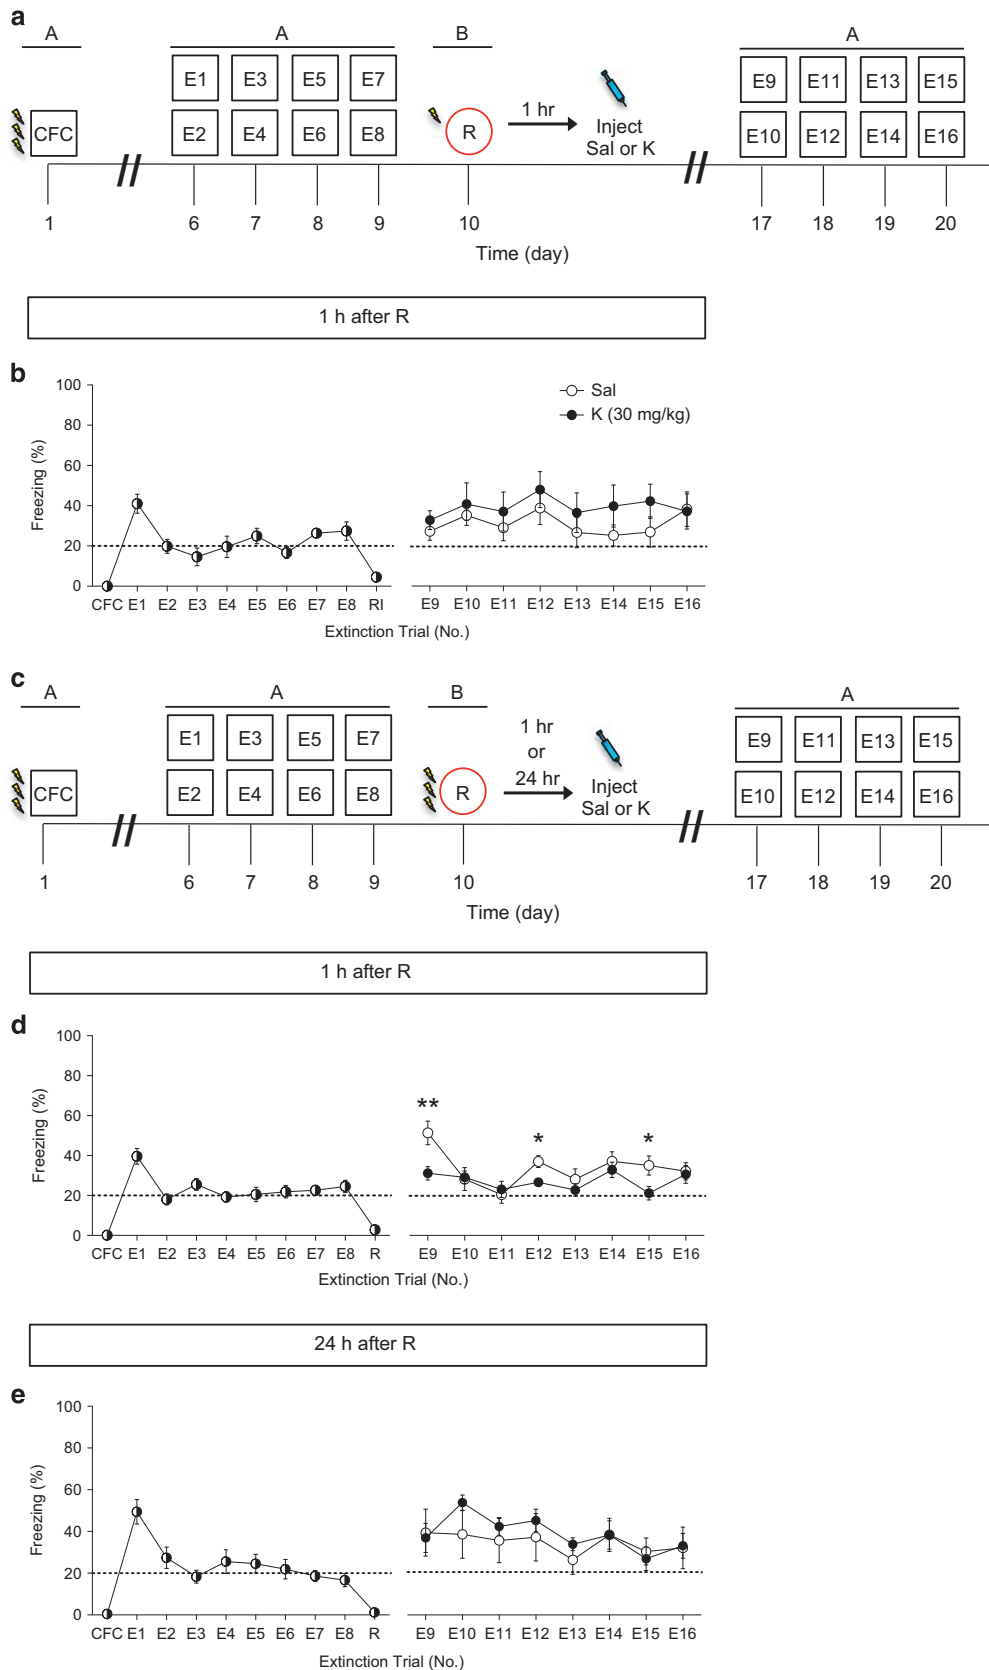 a
A A B A
E1 E3 E5 E7
E9 E11 E13 E15
CFC
E2 E4 E6 E8
R
1 hr
Inject
Sal or K
E10 E12 E14 E16
1 6 7 8 9 10 17 18 19 20
Time (day)
1 h after R
b
100
80
60
40
20
0
Freezing (%)
Sal
K (30 mg/kg)
CFC E1 E2 E3 E4 E5 E6 E7 E8 RI
E9 E10 E11 E12 E13 E14 E15 E16
Extinction Trial (No.)
c
A A B A
E1 E3 E5 E7
E9 E11 E13 E15
CFC
E2 E4 E6 E8
R
1 hr
or
24 hr
Inject
Sal or K
E10 E12 E14 E16
1 6 7 8 9 10 17 18 19 20
Time (day)
1 h after R
d
100
80
60
40
20
0
Freezing (%)
** * *
CFC E1 E2 E3 E4 E5 E6 E7 E8 R
E9 E10 E11 E12 E13 E14 E15 E16
Extinction Trial (No.)
24 h after R
e
100
80
60
40
20
0
Freezing (%)
CFC E1 E2 E3 E4 E5 E6 E7 E8 R
E9 E10 E11 E12 E13 E14 E15 E16
Extinction Trial (No.)